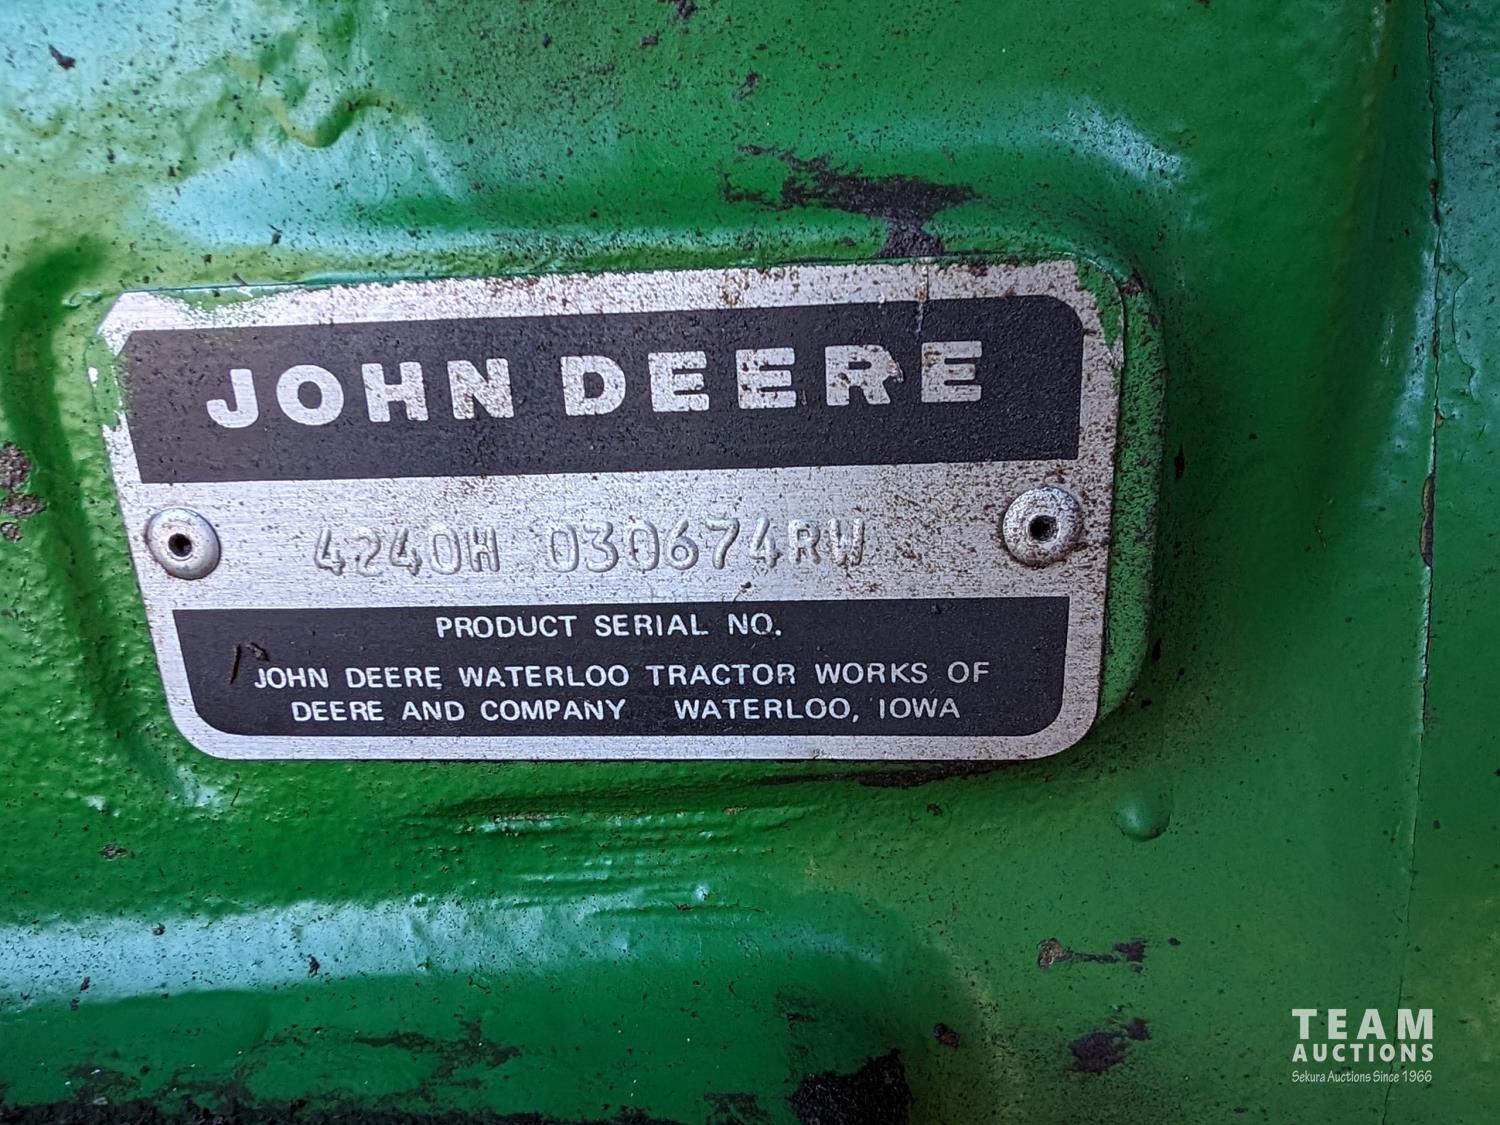 JOHN DEERE
4240H 030674RW
PRODUCT SERIAL NO.
JOHN DEERE WATERLOO TRACTOR WORKS OF
DEERE AND COMPANY WATERLOO, IOWA
TEAM
AUCTIONS
Sekura Auctions Since 1966